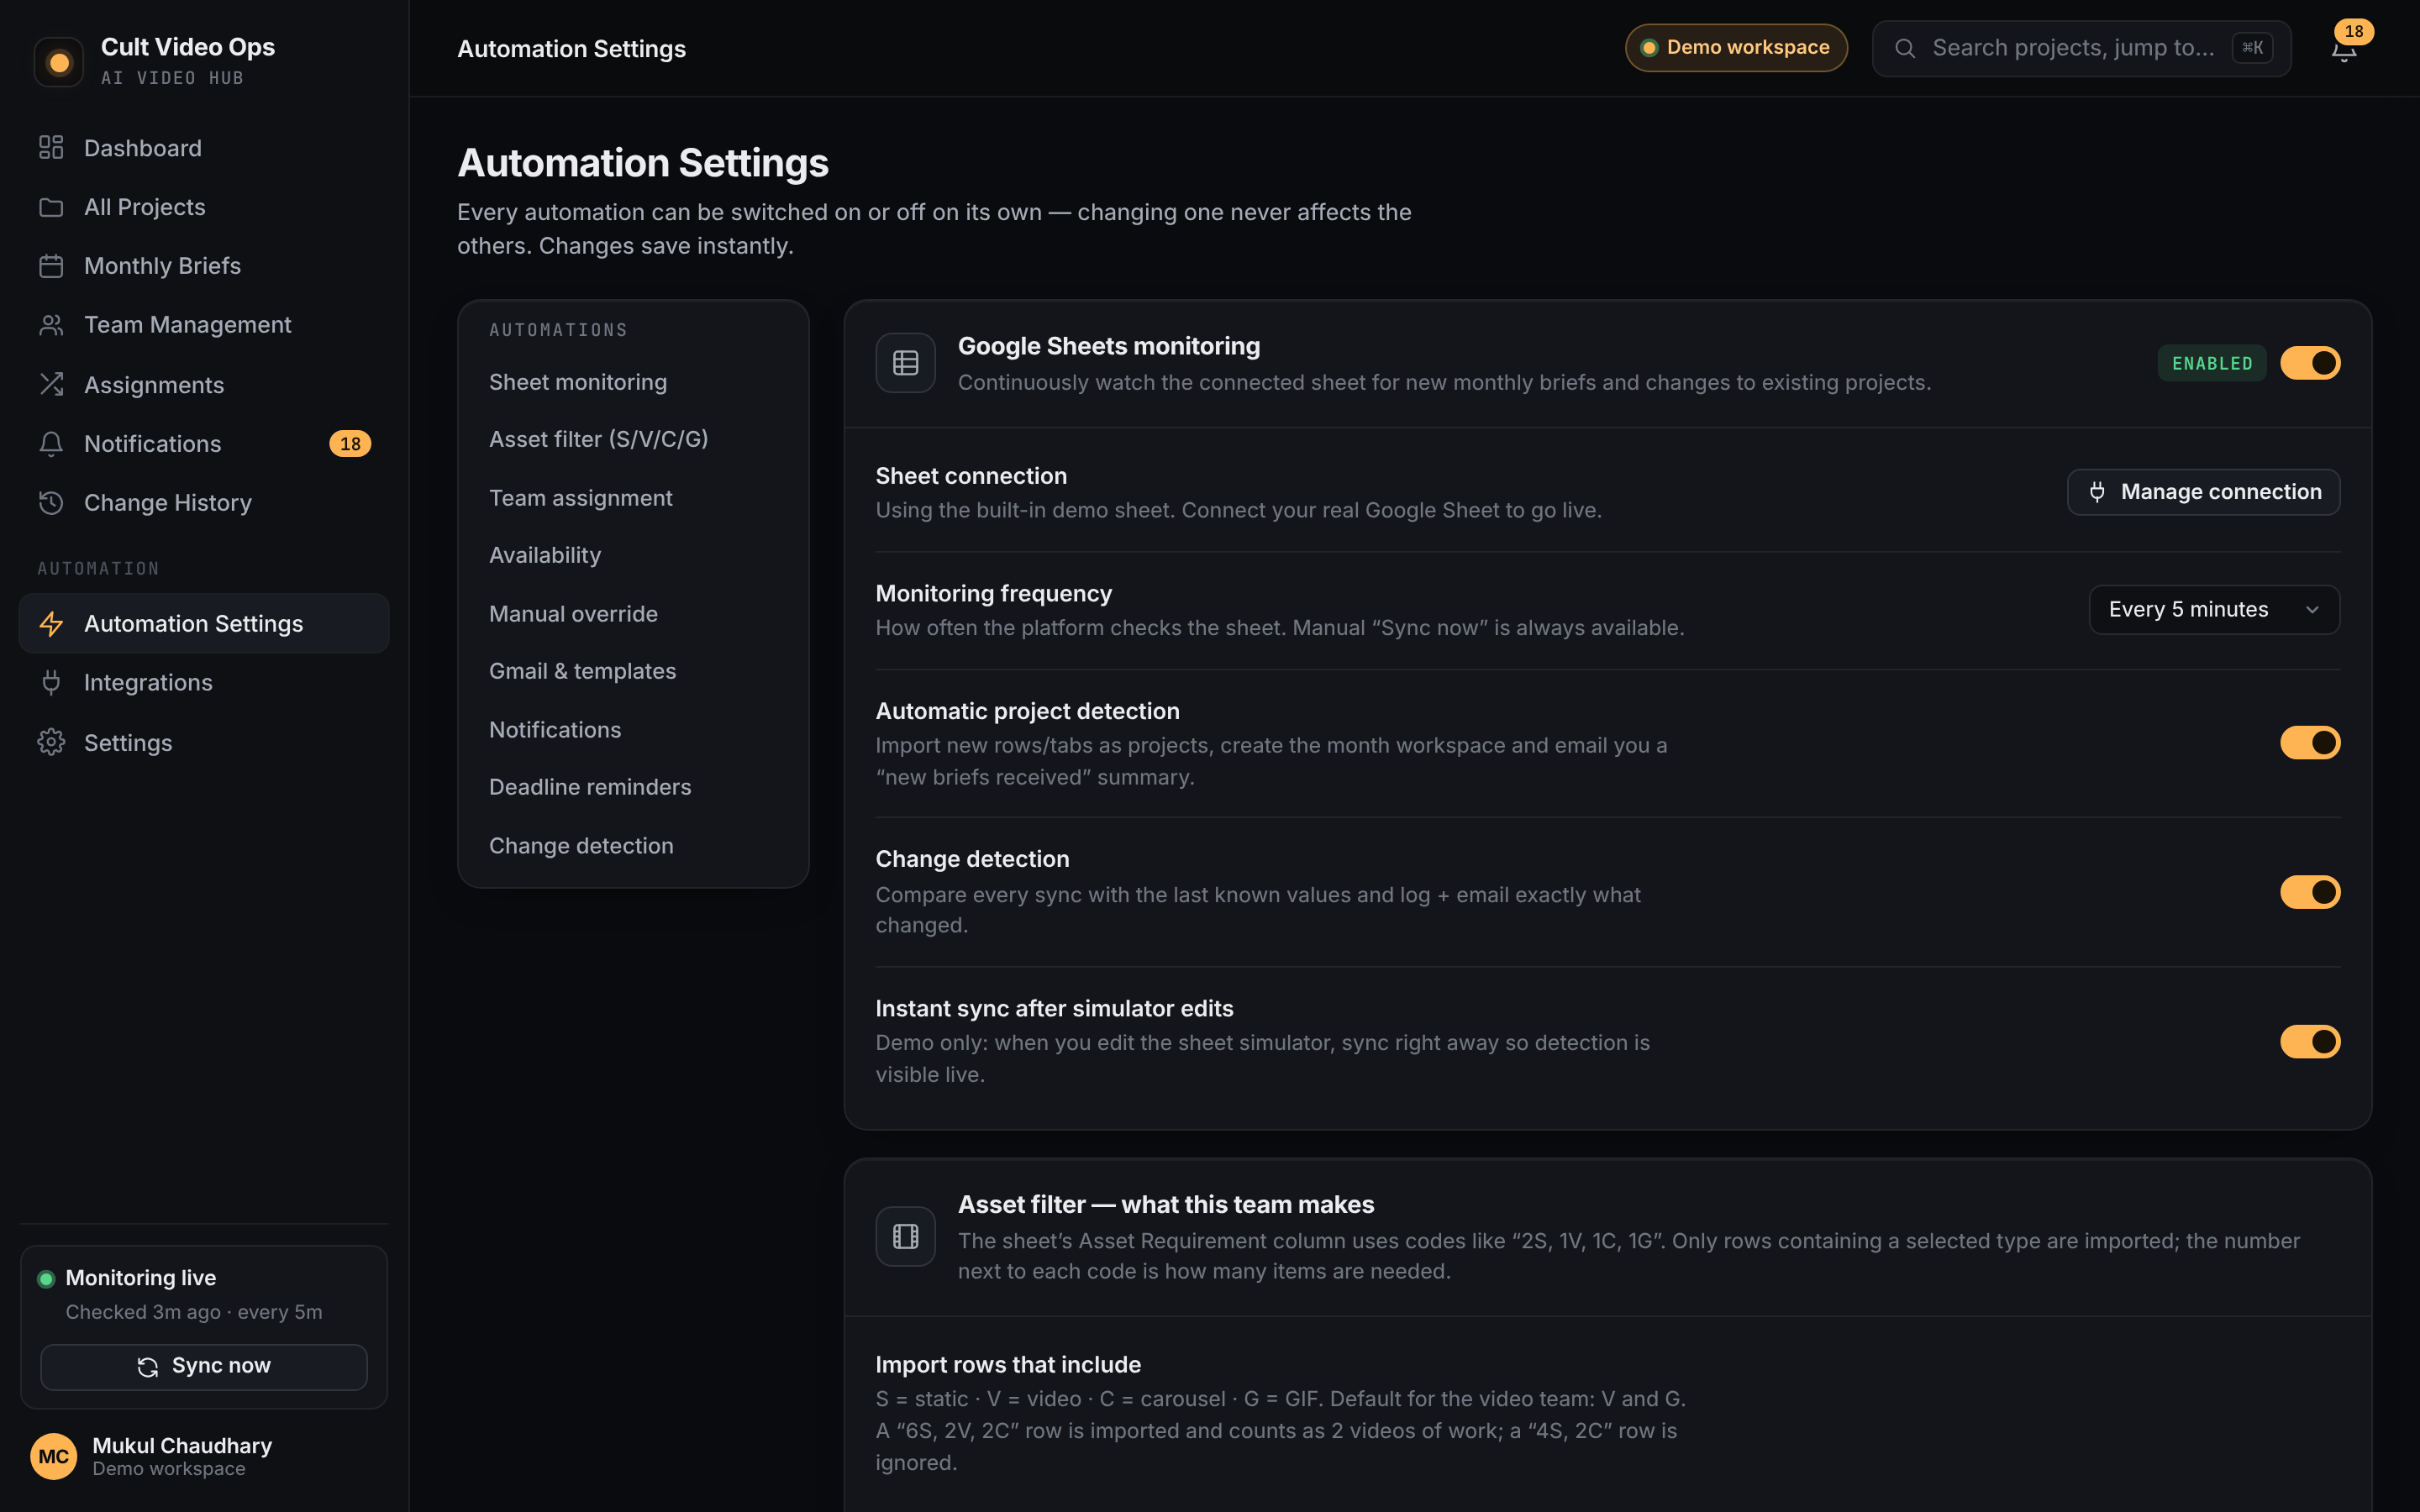 Cult Video Ops
AI VIDEO HUB
Dashboard
All Projects
Monthly Briefs
Team Management
Assignments
Notifications
18
Change History
AUTOMATION
Automation Settings
Integrations
Settings
Monitoring live
Checked 3m ago · every 5m
Sync now
MC
Mukul Chaudhary
Demo workspace
Automation Settings
Demo workspace
Search projects, jump to...
⌘K
18
Automation Settings
Every automation can be switched on or off on its own — changing one never affects the
others. Changes save instantly.
AUTOMATIONS
Sheet monitoring
Asset filter (S/V/C/G)
Team assignment
Availability
Manual override
Gmail & templates
Notifications
Deadline reminders
Change detection
Google Sheets monitoring
Continuously watch the connected sheet for new monthly briefs and changes to existing projects.
ENABLED
Sheet connection
Using the built-in demo sheet. Connect your real Google Sheet to go live.
Manage connection
Monitoring frequency
How often the platform checks the sheet. Manual “Sync now” is always available.
Every 5 minutes
Automatic project detection
Import new rows/tabs as projects, create the month workspace and email you a
“new briefs received” summary.
Change detection
Compare every sync with the last known values and log + email exactly what
changed.
Instant sync after simulator edits
Demo only: when you edit the sheet simulator, sync right away so detection is
visible live.
Asset filter — what this team makes
The sheet’s Asset Requirement column uses codes like “2S, 1V, 1C, 1G”. Only rows containing a selected type are imported; the number
next to each code is how many items are needed.
Import rows that include
S = static · V = video · C = carousel · G = GIF. Default for the video team: V and G.
A “6S, 2V, 2C” row is imported and counts as 2 videos of work; a “4S, 2C” row is
ignored.